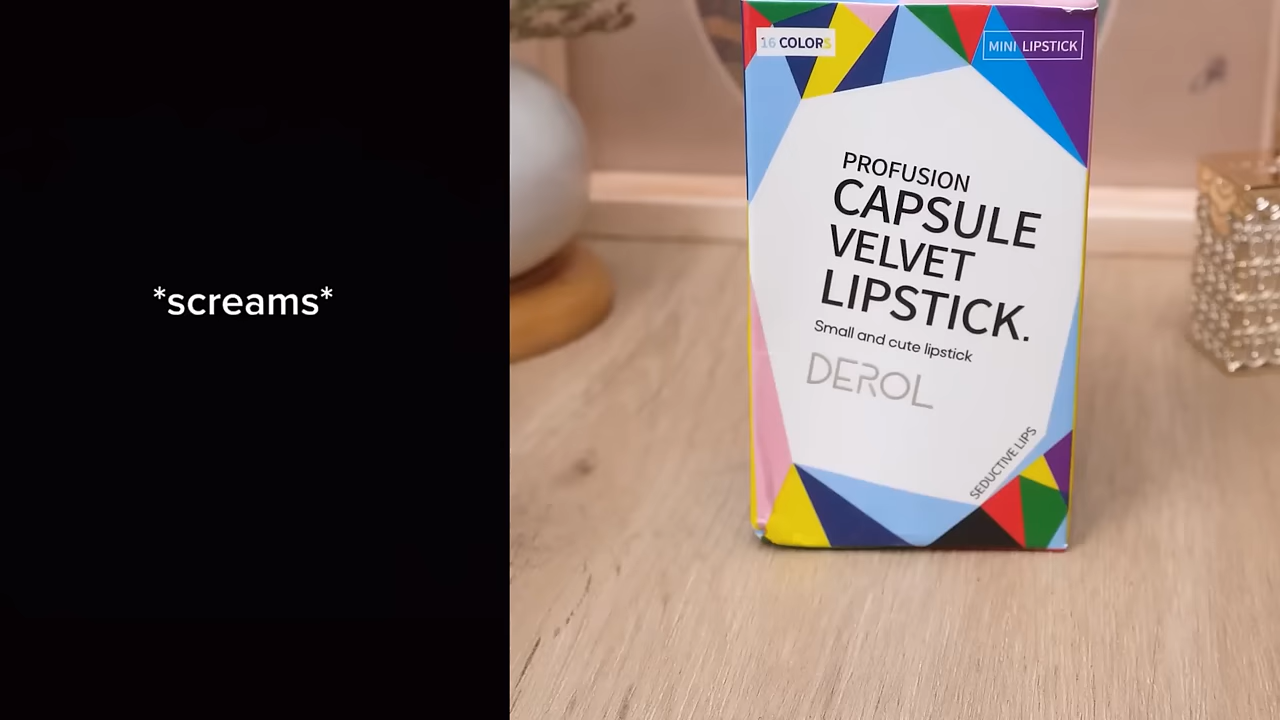 *screams*
16 COLORS
MINI LIPSTICK
PROFUSION
CAPSULE
VELVET
LIPSTICK.
Small and cute lipstick
DEROL
SEDUCTIVE LIPS